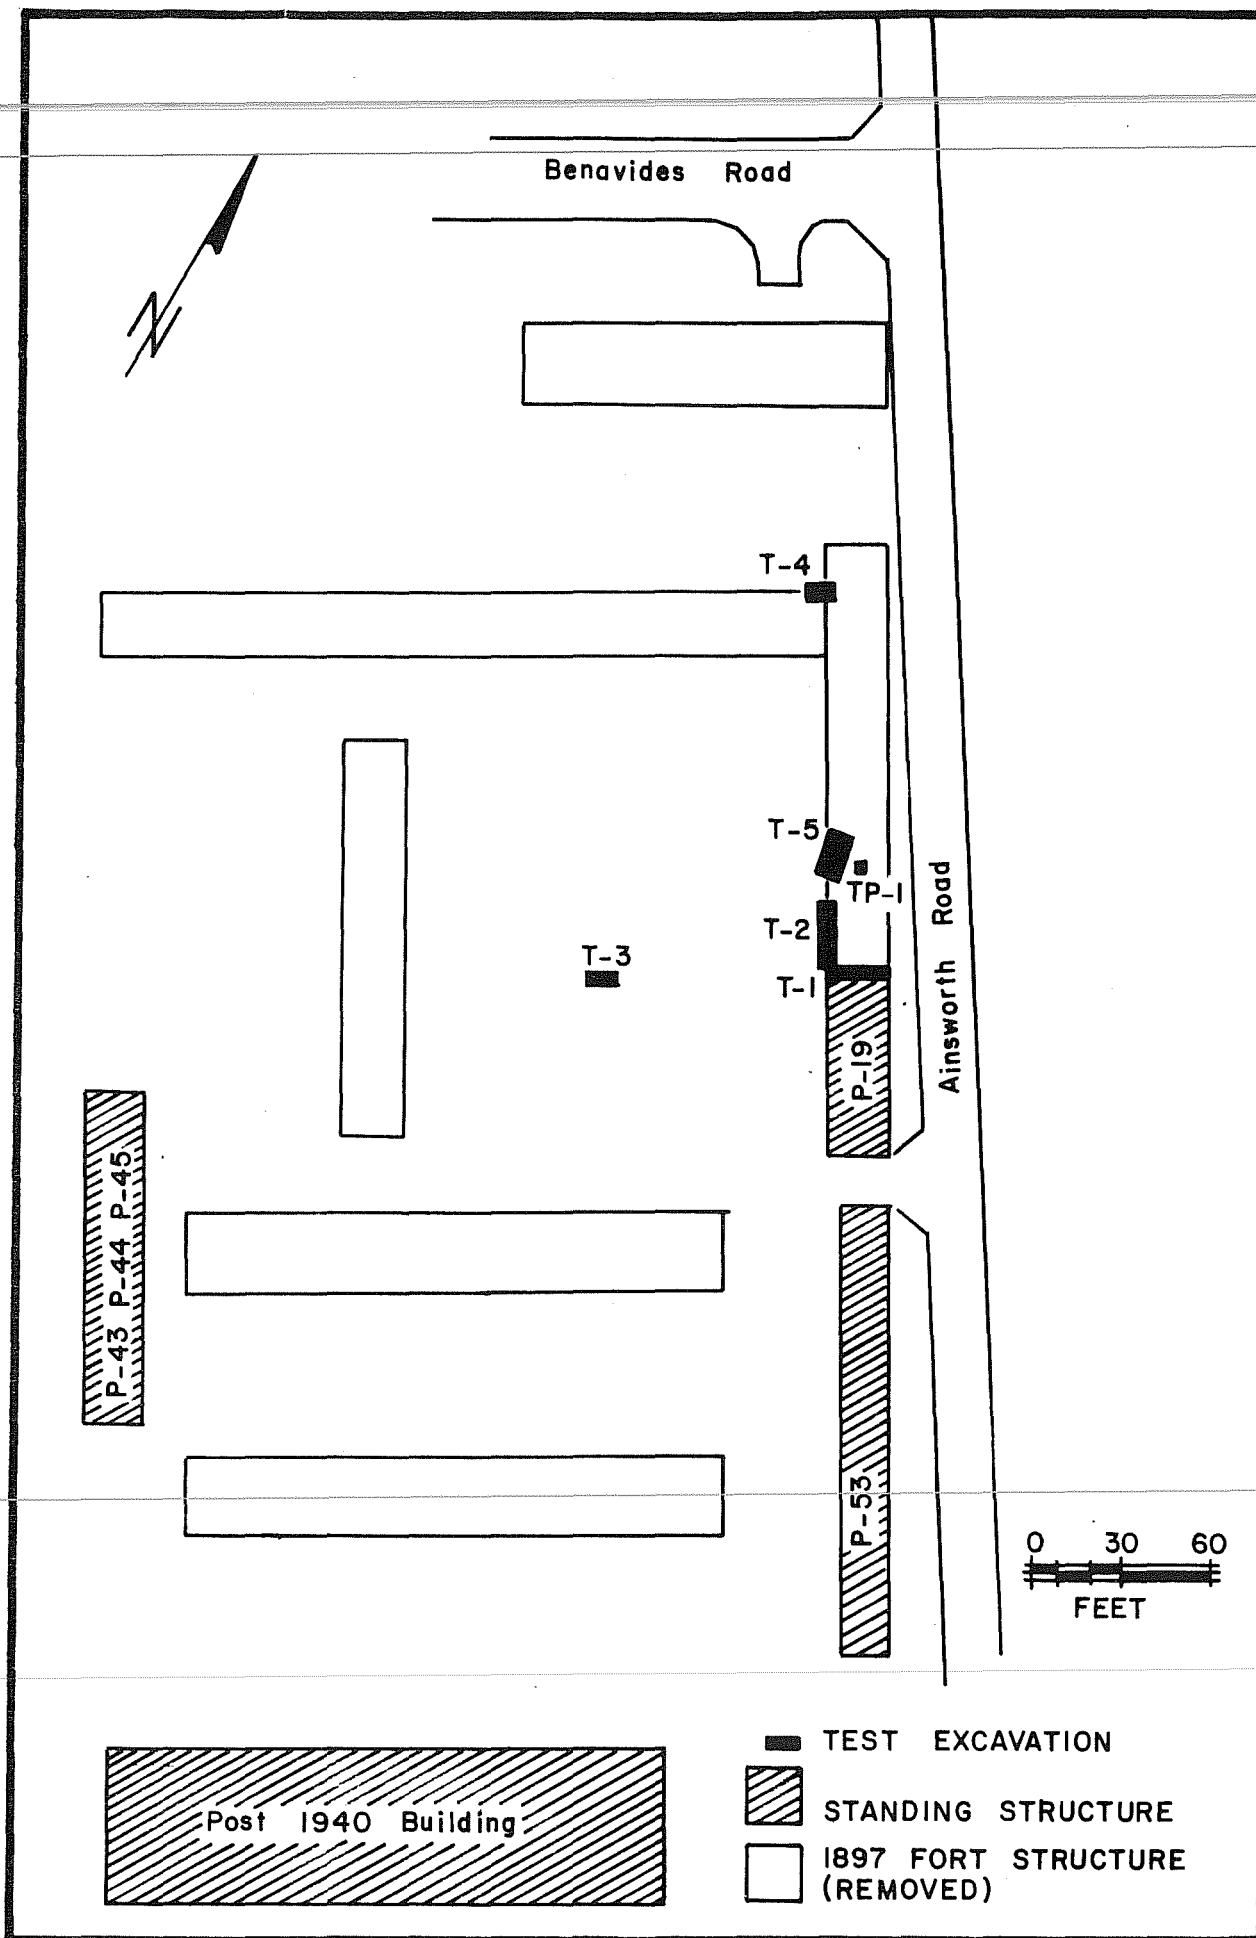 Benavides Road
N
T-4
T-5
TP-1
T-2
T-3
T-1
Ainsworth Road
P-19
P-43 P-44 P-45
P-53
0 30 60
FEET
TEST EXCAVATION
STANDING STRUCTURE
1897 FORT STRUCTURE
(REMOVED)
Post 1940 Building